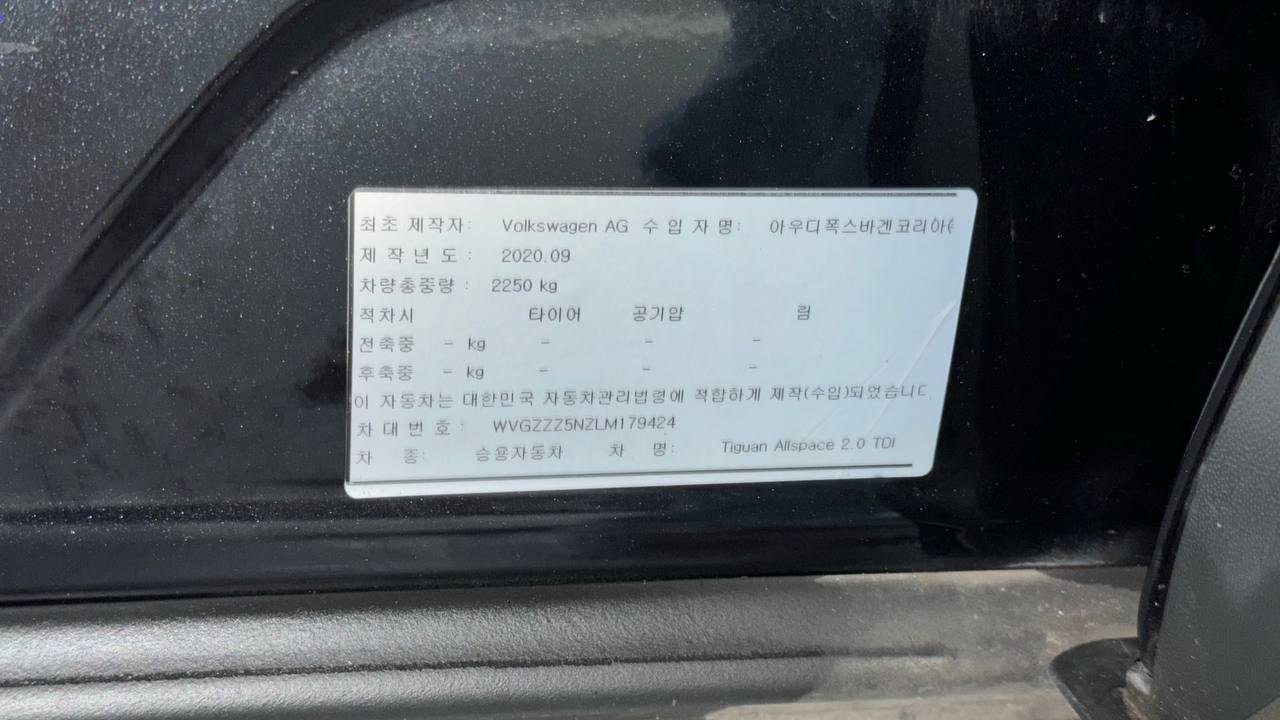 최초 제작자: Volkswagen AG 수 입 자 명: 아우디폭스바겐코리아(
제 작 년 도 : 2020.09
차량총중량 : 2250 kg
적차시 타이어 공기압 림
전축중 - kg - - -
후축중 - kg - - -
이 자동차는 대한민국 자동차관리법령에 적합하게 제작(수입)되었습니다.
차 대 번 호 : WVGZZZ5NZLM179424
차 종: 승용자동차 차 명: Tiguan Allspace 2.0 TDI